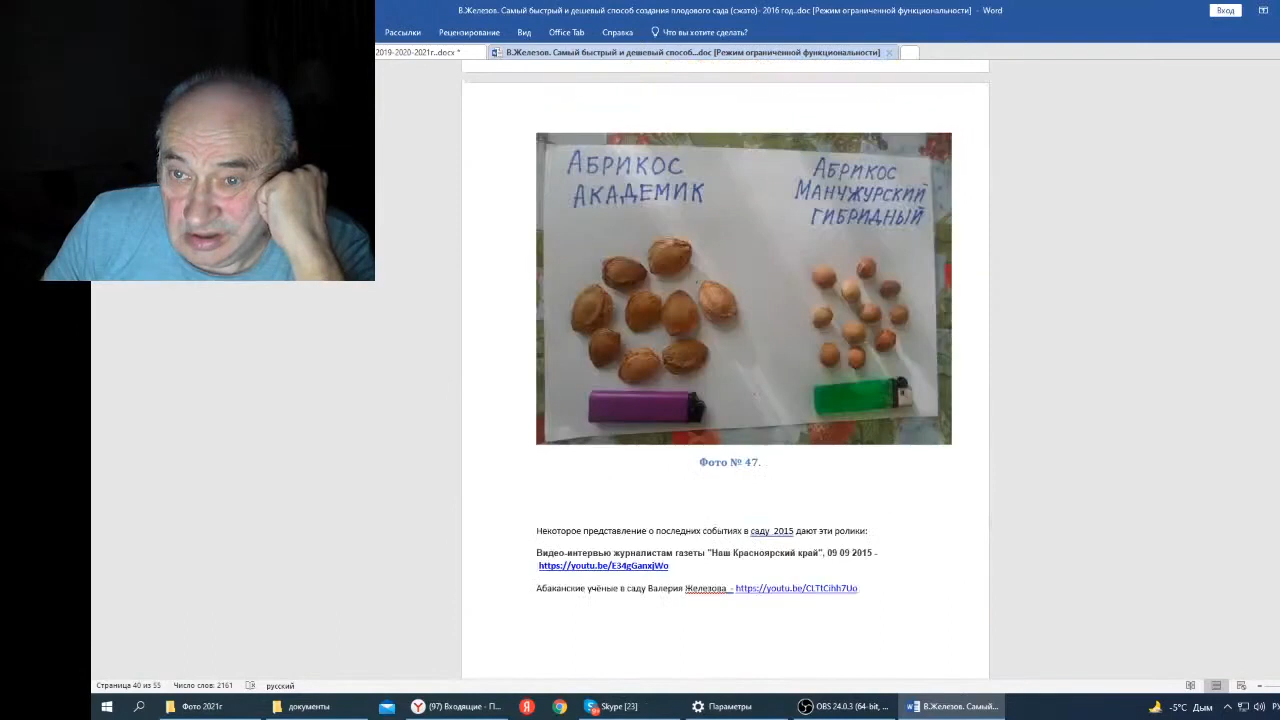 В.Железов. Самый быстрый и дешевый способ создания плодового сада (сжато)- 2016 год..doc [Режим ограниченной функциональности] - Word
Вход
Рассылки Рецензирование Вид Office Tab Справка Что вы хотите сделать?
2019-2020-2021г...docx *
В.Железов. Самый быстрый и дешевый способ...doc [Режим ограниченной функциональности]
АБРИКОС
АКАДЕМИК
АБРИКОС
МАНЧЖУРСКИЙ
ГИБРИДНЫЙ
Фото № 47.
Некоторое представление о последних событиях в саду 2015 дают эти ролики:
Видео-интервью журналистам газеты "Наш Красноярский край", 09 09 2015 -
https://youtu.be/E34gGanxjWo
Абаканские учёные в саду Валерия Железова - https://youtu.be/CLTtCihh7Uo
Страница 40 из 55 Число слов: 2161 русский
Фото 2021г
документы
(97) Входящие - П...
Skype [23]
Параметры
OBS 24.0.3 (64-bit, ...
В.Железов. Самый...
-5°C Дымк